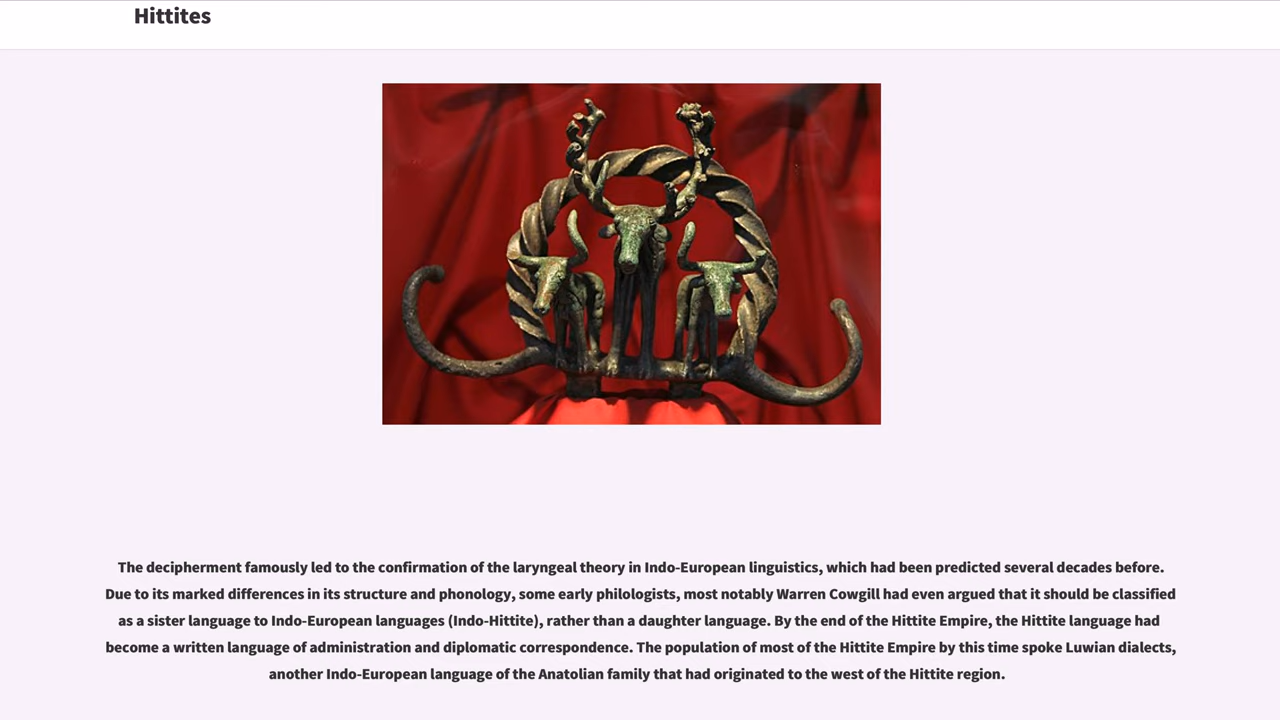 Hittites
The decipherment famously led to the confirmation of the laryngeal theory in Indo-European linguistics, which had been predicted several decades before.
Due to its marked differences in its structure and phonology, some early philologists, most notably Warren Cowgill had even argued that it should be classified
as a sister language to Indo-European languages (Indo-Hittite), rather than a daughter language. By the end of the Hittite Empire, the Hittite language had
become a written language of administration and diplomatic correspondence. The population of most of the Hittite Empire by this time spoke Luwian dialects,
another Indo-European language of the Anatolian family that had originated to the west of the Hittite region.